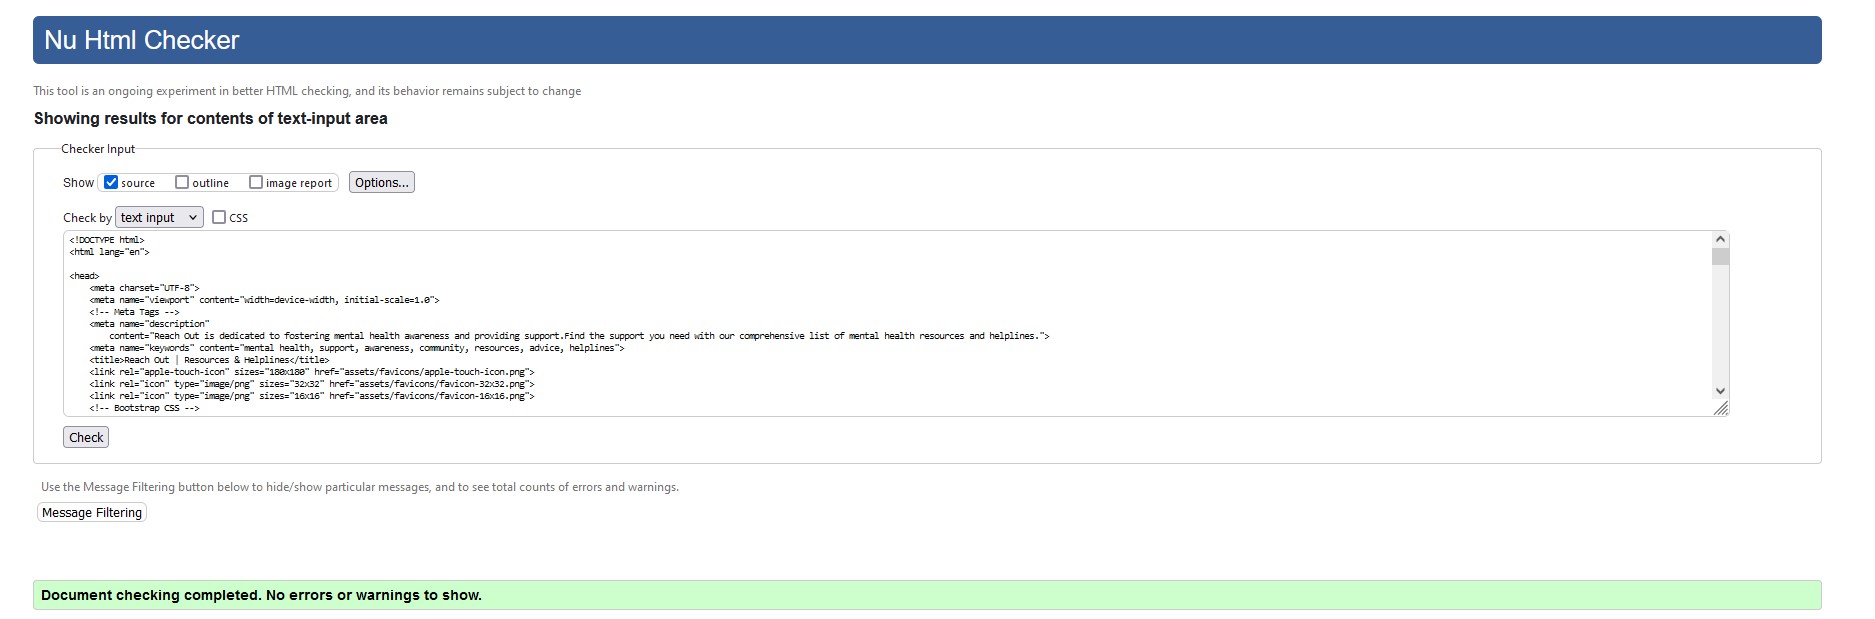 Nu Html Checker
This tool is an ongoing experiment in better HTML checking, and its behavior remains subject to change
Showing results for contents of text-input area
Checker Input
Show source outline image report Options...
Check by text input CSS
<!DOCTYPE html>
<html lang="en">
<head>
<meta charset="UTF-8">
<meta name="viewport" content="width=device-width, initial-scale=1.0">
<!-- Meta Tags -->
<meta name="description"
content="Reach Out is dedicated to fostering mental health awareness and providing support.Find the support you need with our comprehensive list of mental health resources and helplines.">
<meta name="keywords" content="mental health, support, awareness, community, resources, advice, helplines">
<title>Reach Out | Resources & Helplines</title>
<link rel="apple-touch-icon" sizes="180x180" href="assets/favicons/apple-touch-icon.png">
<link rel="icon" type="image/png" sizes="32x32" href="assets/favicons/favicon-32x32.png">
<link rel="icon" type="image/png" sizes="16x16" href="assets/favicons/favicon-16x16.png">
<!-- Bootstrap CSS -->
Check
Use the Message Filtering button below to hide/show particular messages, and to see total counts of errors and warnings.
Message Filtering
Document checking completed. No errors or warnings to show.